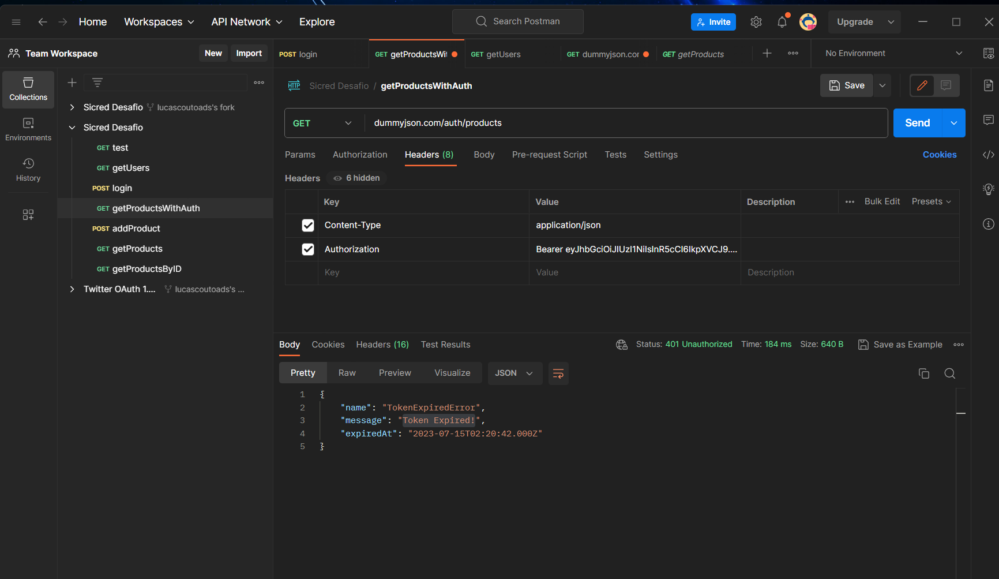 Home Workspaces API Network Explore Search Postman Invite Upgrade
Team Workspace New Import
POST login GET getProductsWit GET getUsers GET dummyjson.cor GET getProducts No Environment
Collections
Environments
History
Sicred Desafio lucascoutoads's fork
Sicred Desafio
GET test
GET getUsers
POST login
GET getProductsWithAuth
POST addProduct
GET getProducts
GET getProductsByID
Twitter OAuth 1.... lucascoutoads's ...
HTTP Sicred Desafio / getProductsWithAuth Save
GET dummyjson.com/auth/products Send
Params Authorization Headers (8) Body Pre-request Script Tests Settings Cookies
Headers 6 hidden
Key Value Description Bulk Edit Presets
Content-Type application/json
Authorization Bearer eyJhbGciOiJIUzI1NiIsInR5cCI6IkpXVCJ9....
Key Value Description
Body Cookies Headers (16) Test Results Status: 401 Unauthorized Time: 184 ms Size: 640 B Save as Example
Pretty Raw Preview Visualize JSON
1 {
2 "name": "TokenExpiredError",
3 "message": "Token Expired!",
4 "expiredAt": "2023-07-15T02:20:42.000Z"
5 }